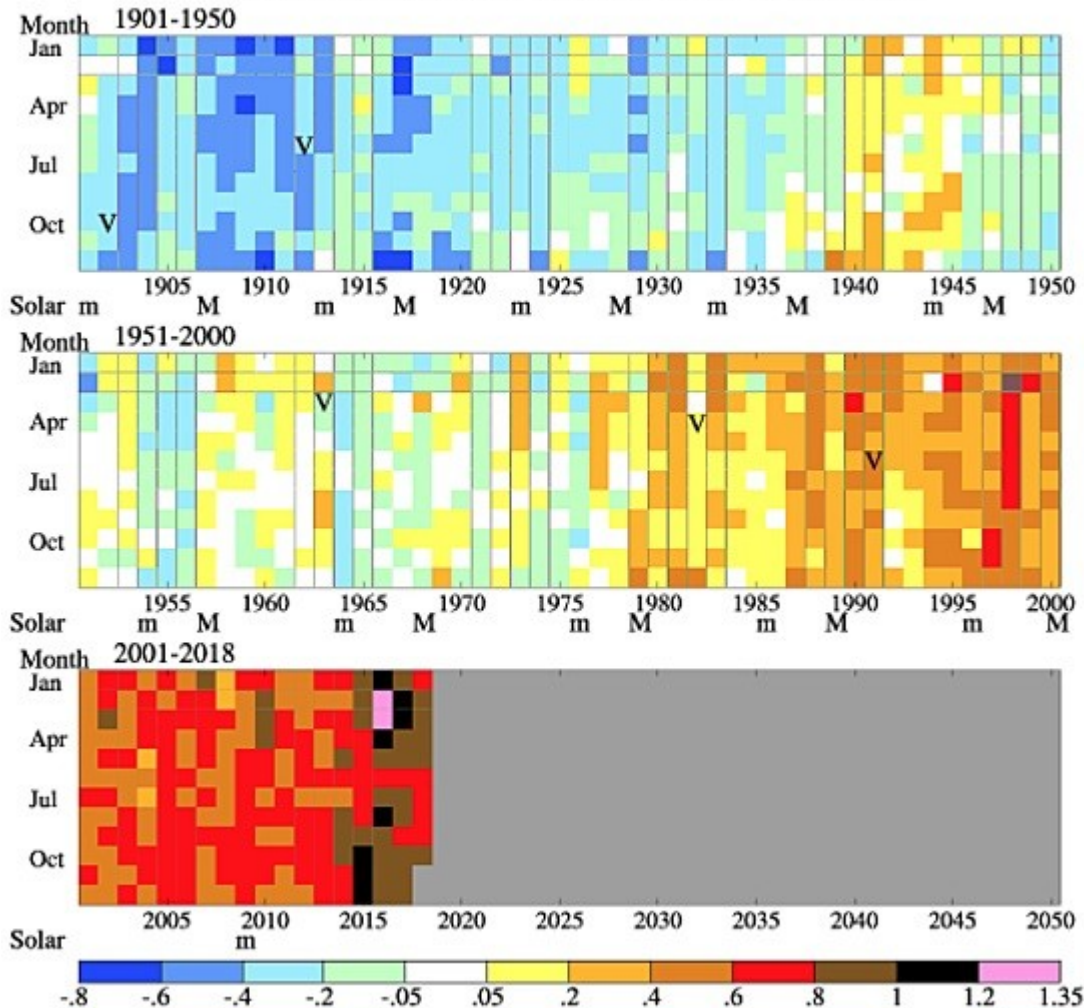 Month 1901-1950
Jan
Apr
V
Jul
V
Oct
1905 1910 1915 1920 1925 1930 1935 1940 1945 1950
Solar m M m M m M m M m M
Month 1951-2000
Jan
V
Apr V
V
Jul
Oct
1955 1960 1965 1970 1975 1980 1985 1990 1995 2000
Solar m M m M m M m M m M
Month 2001-2018
Jan
Apr
Jul
Oct
2005 2010 2015 2020 2025 2030 2035 2040 2045 2050
Solar m
-.8 -.6 -.4 -.2 -.05 .05 .2 .4 .6 .8 1 1.2 1.35